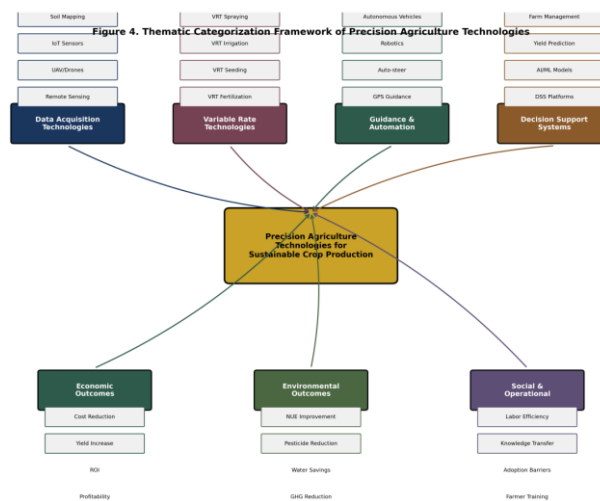 Soil Mapping
VRT Spraying
Autonomous Vehicles
Farm Management
Figure 4. Thematic Categorization Framework of Precision Agriculture Technologies
IoT Sensors
VRT Irrigation
Robotics
Yield Prediction
UAV/Drones
VRT Seeding
Auto-steer
AI/ML Models
Remote Sensing
VRT Fertilization
GPS Guidance
DSS Platforms
Data Acquisition
Technologies
Variable Rate
Technologies
Guidance &
Automation
Decision Support
Systems
Precision Agriculture
Technologies for
Sustainable Crop Production
Economic
Outcomes
Environmental
Outcomes
Social &
Operational
Cost Reduction
NUE Improvement
Labor Efficiency
Yield Increase
Pesticide Reduction
Knowledge Transfer
ROI
Water Savings
Adoption Barriers
Profitability
GHG Reduction
Farmer Training